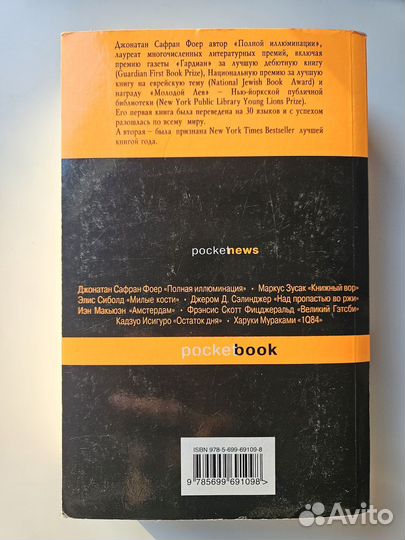 Джонатан Сафран Фоер автор «Полной иллюминации»,
лауреат многочисленных литературных премий, включая
премию газеты «Гардиан» за лучшую дебютную книгу
(Guardian First Book Prize), Национальную премию за лучшую
книгу на еврейскую тему (National Jewish Book Award) и
награду «Молодой Лев» – Нью-йоркской публичной
библиотеки (New York Public Library Young Lions Prize).
Его первая книга была переведена на 30 языков и с успехом
разошлась по всему миру.
А вторая – была признана New York Times Bestseller лучшей
книгой года.
pocketnews
Джонатан Сафран Фоер «Полная иллюминация» • Маркус Зусак «Книжный вор»
Элис Сиболд «Милые кости» • Джером Д. Сэлинджер «Над пропастью во ржи»
Иэн Макьюэн «Амстердам» • Фрэнсис Скотт Фицджеральд «Великий Гэтсби»
Кадзуо Исигуро «Остаток дня» • Харуки Мураками «1Q84»
pocketbook
ISBN 978-5-699-69109-8
9 785699 691098 >
Avito